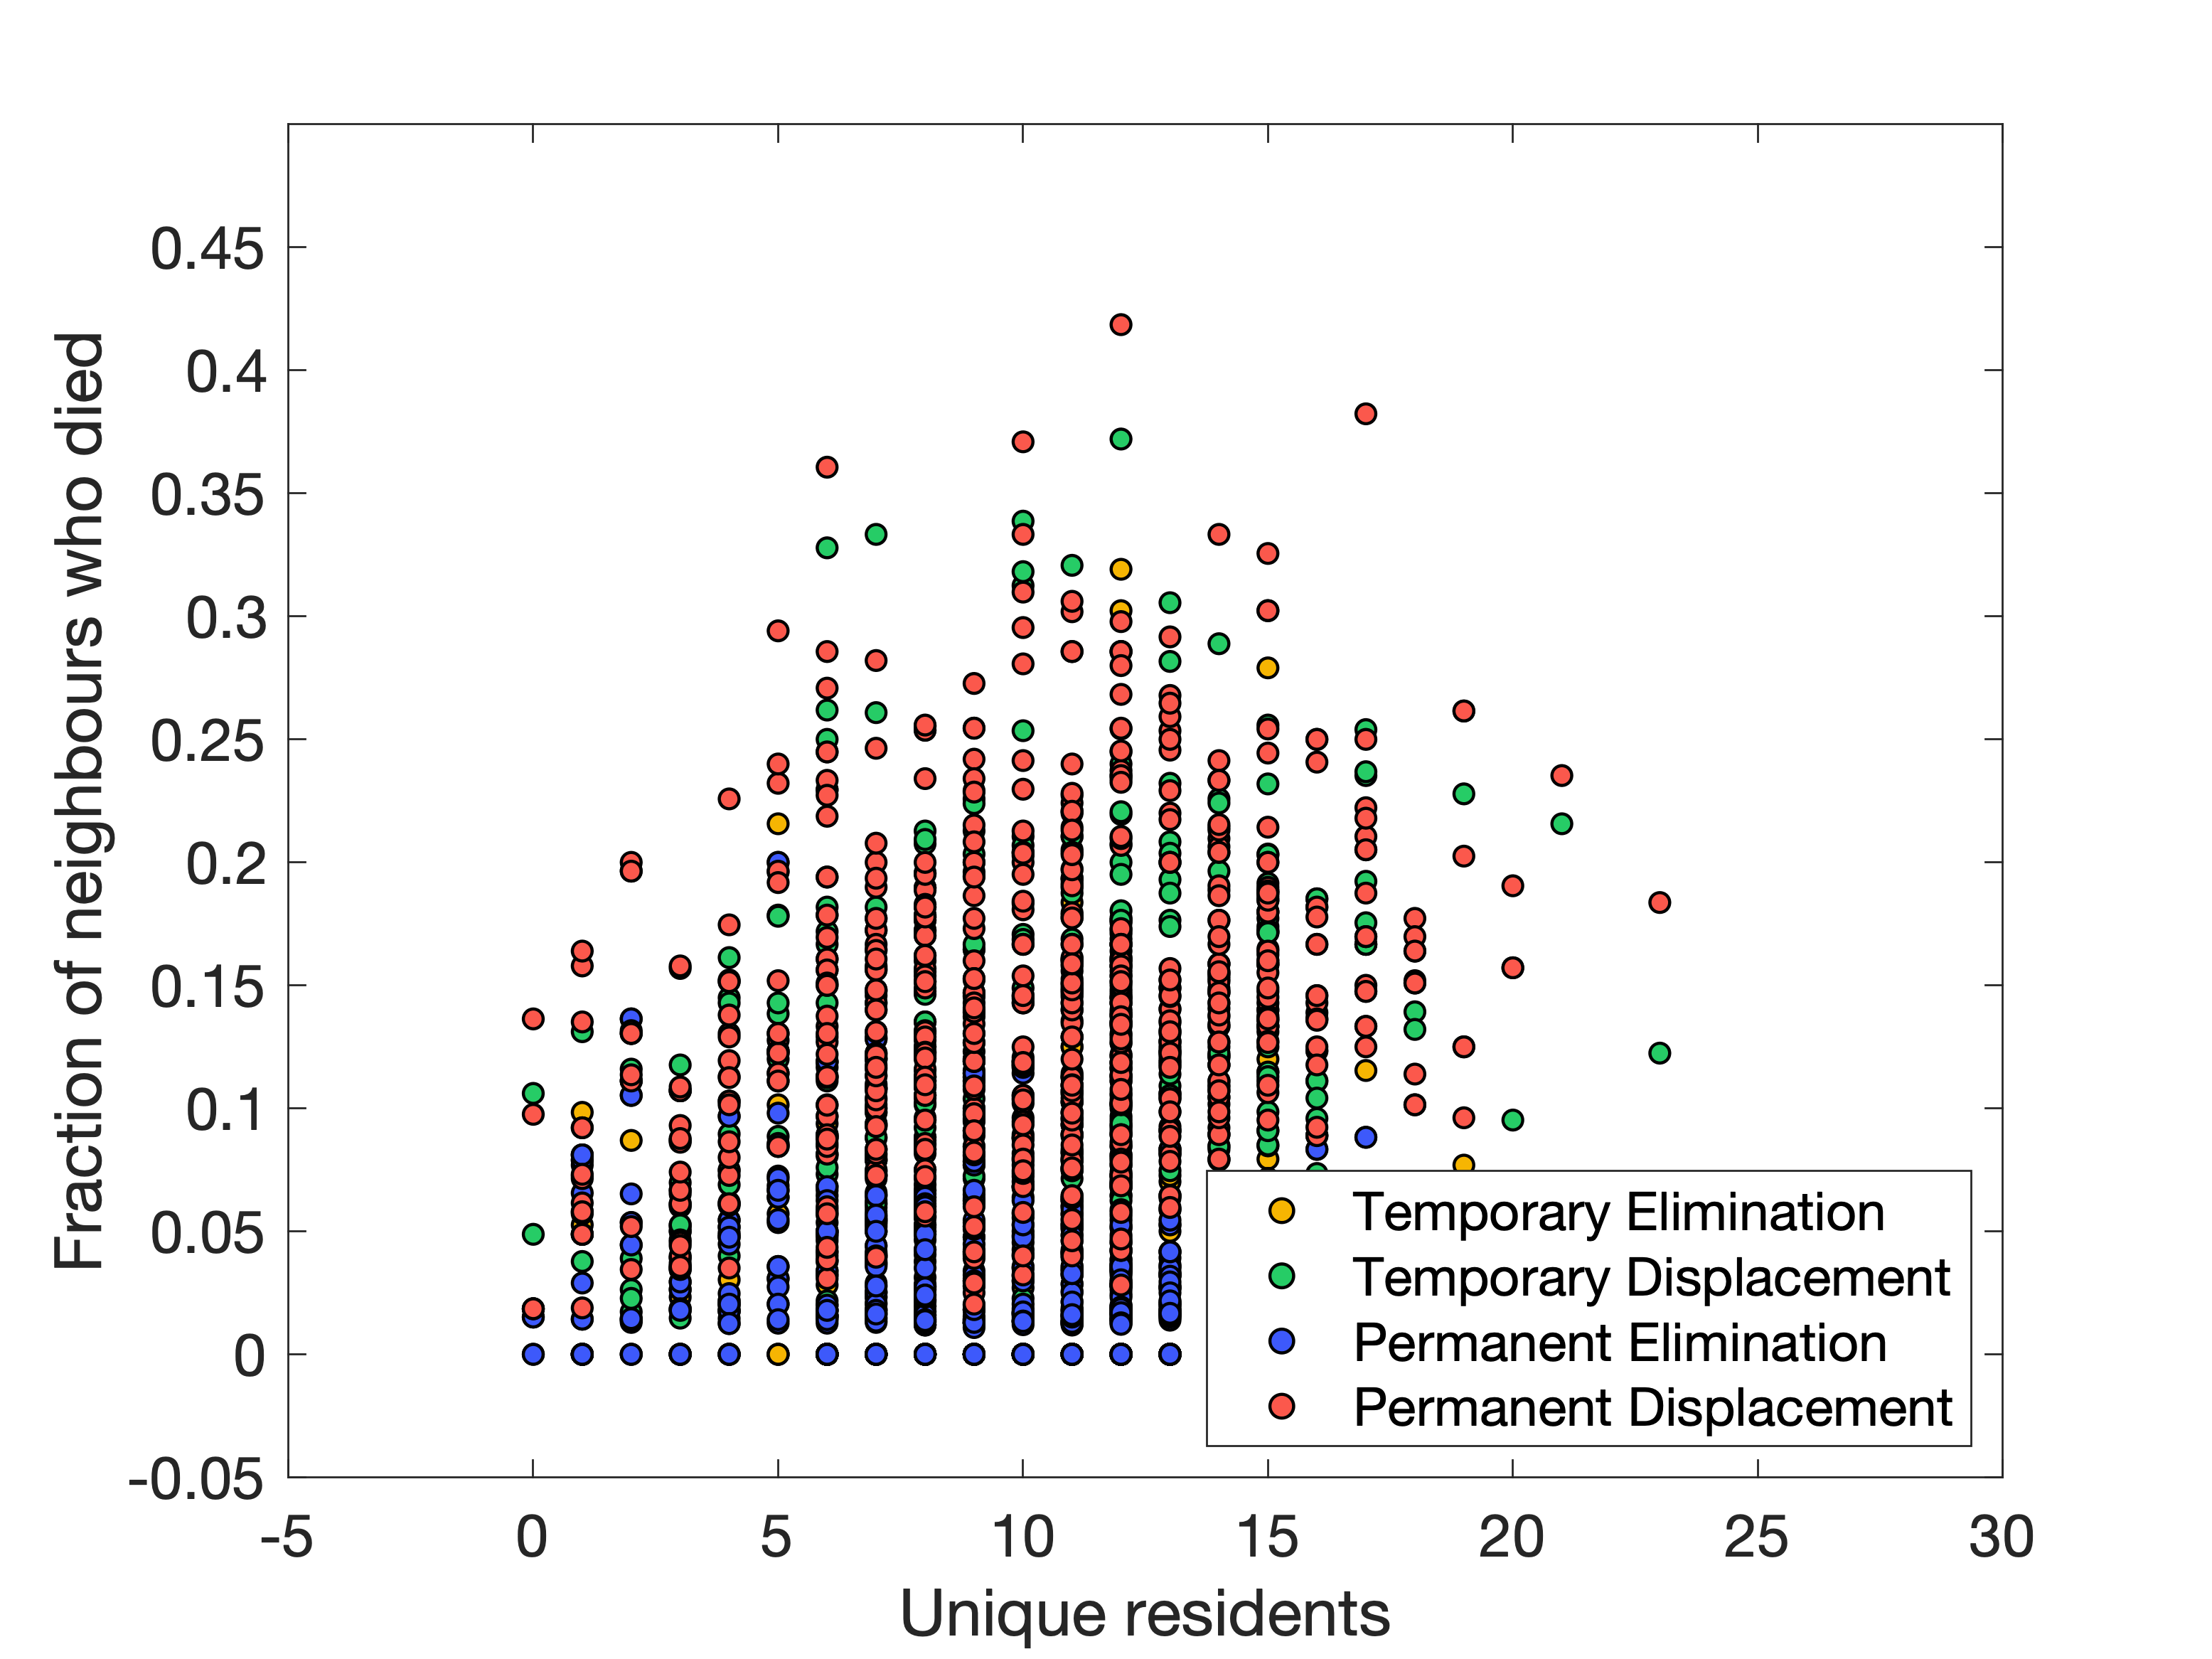 Fraction of neighbours who died
0.45
0.4
0.35
0.3
0.25
0.2
0.15
0.1
0.05
0
-0.05
Temporary Elimination
Temporary Displacement
Permanent Elimination
Permanent Displacement
-5 0 5 10 15 20 25 30
Unique residents